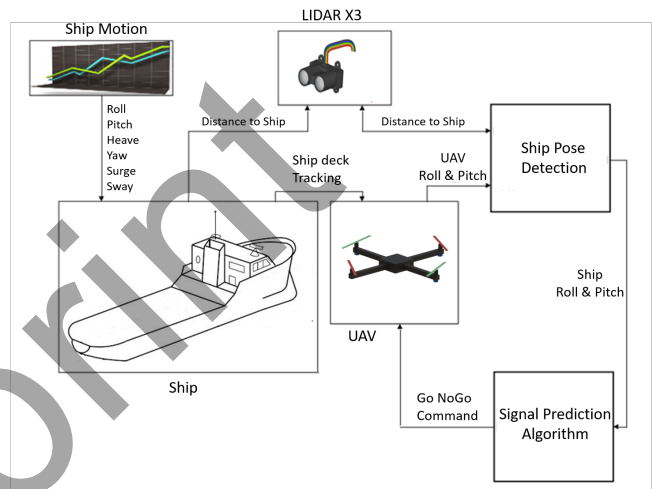 LIDAR X3
Ship Motion
Roll
Pitch
Heave
Yaw
Surge
Sway
Distance to Ship
Distance to Ship
Ship deck
Tracking
UAV
Roll & Pitch
Ship Pose
Detection
Ship
Roll & Pitch
UAV
Ship
Go NoGo
Command
Signal Prediction
Algorithm
print